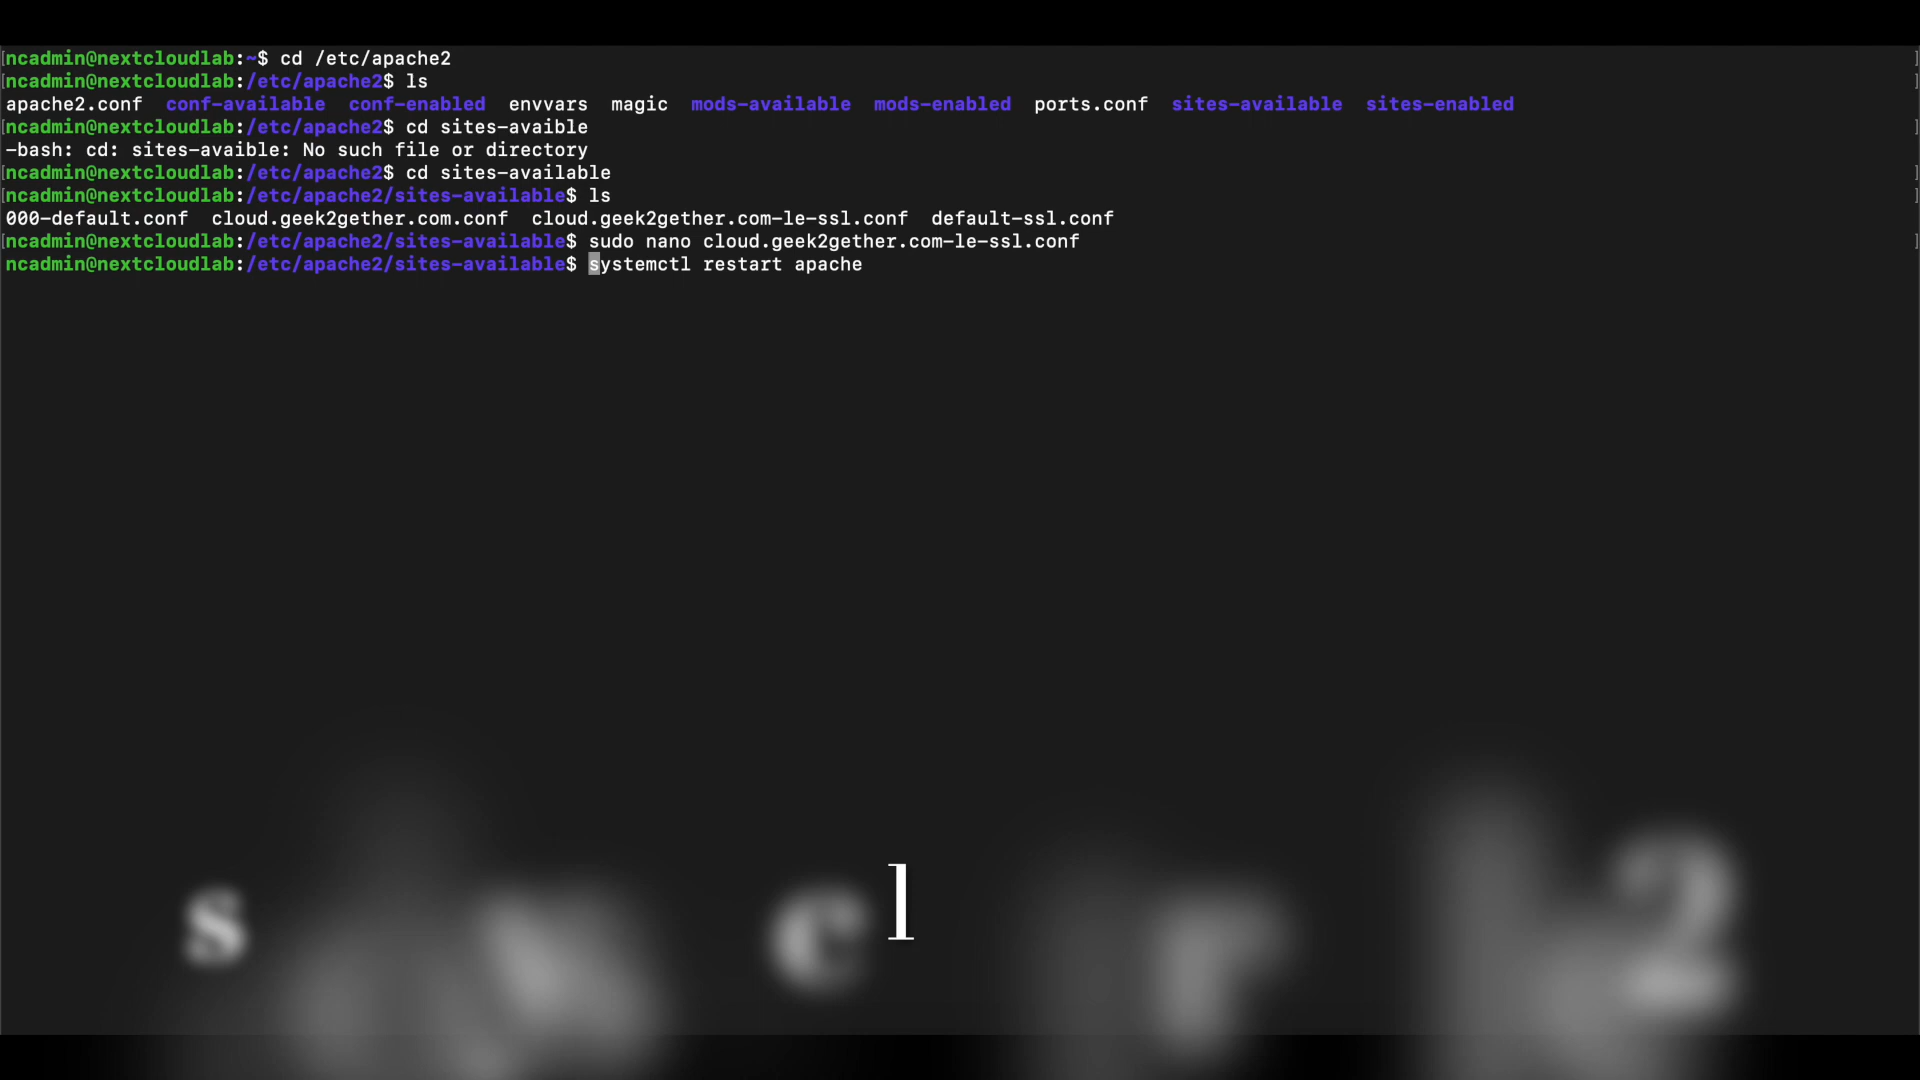 [ncadmin@nextcloudlab:~$ cd /etc/apache2 ]
[ncadmin@nextcloudlab:/etc/apache2$ ls ]
apache2.conf conf-available conf-enabled envvars magic mods-available mods-enabled ports.conf sites-available sites-enabled
[ncadmin@nextcloudlab:/etc/apache2$ cd sites-avaible ]
-bash: cd: sites-avaible: No such file or directory
[ncadmin@nextcloudlab:/etc/apache2$ cd sites-available ]
[ncadmin@nextcloudlab:/etc/apache2/sites-available$ ls ]
000-default.conf cloud.geek2gether.com.conf cloud.geek2gether.com-le-ssl.conf default-ssl.conf
[ncadmin@nextcloudlab:/etc/apache2/sites-available$ sudo nano cloud.geek2gether.com-le-ssl.conf ]
ncadmin@nextcloudlab:/etc/apache2/sites-available$ systemctl restart apache
s c l r 2